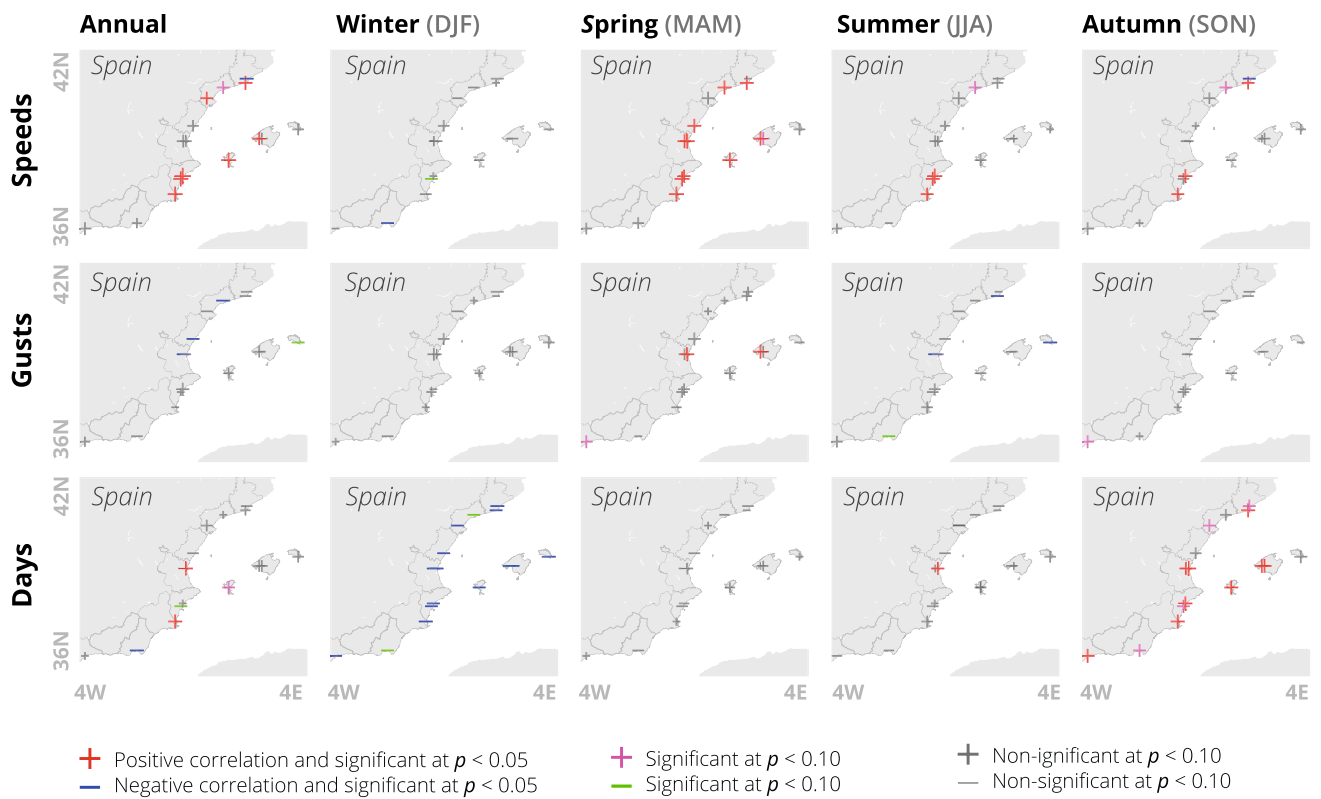 Annual Winter (DJF) Spring (MAM) Summer (JJA) Autumn (SON)
Speeds
42N
36N
Spain Spain Spain Spain Spain
Gusts
42N
36N
Spain Spain Spain Spain Spain
Days
42N
36N
Spain Spain Spain Spain Spain
4W 4E 4W 4E 4W 4E 4W 4E 4W 4E
Positive correlation and significant at p < 0.05
Negative correlation and significant at p < 0.05
Significant at p < 0.10
Significant at p < 0.10
Non-ignificant at p < 0.10
Non-significant at p < 0.10